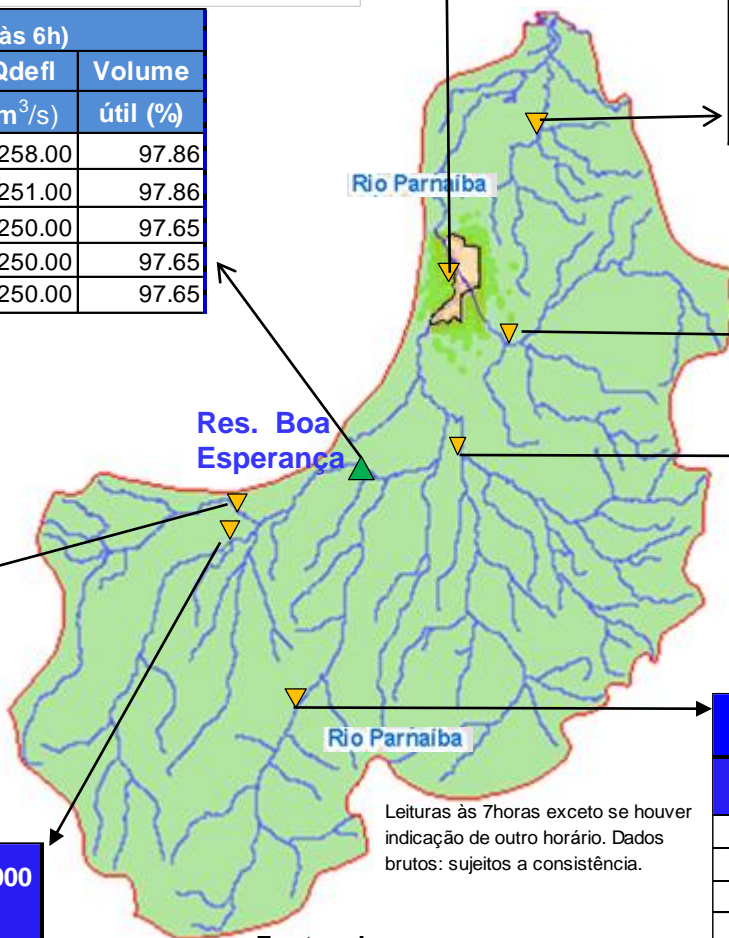 às 6h)
Qdefl Volume
m³/s) útil (%)
258.00 97.86
251.00 97.86
250.00 97.65
250.00 97.65
250.00 97.65
Rio Parnaíba
Res. Boa
Esperança
Rio Parnaíba
Leituras às 7horas exceto se houver
indicação de outro horário. Dados
brutos: sujeitos a consistência.
000